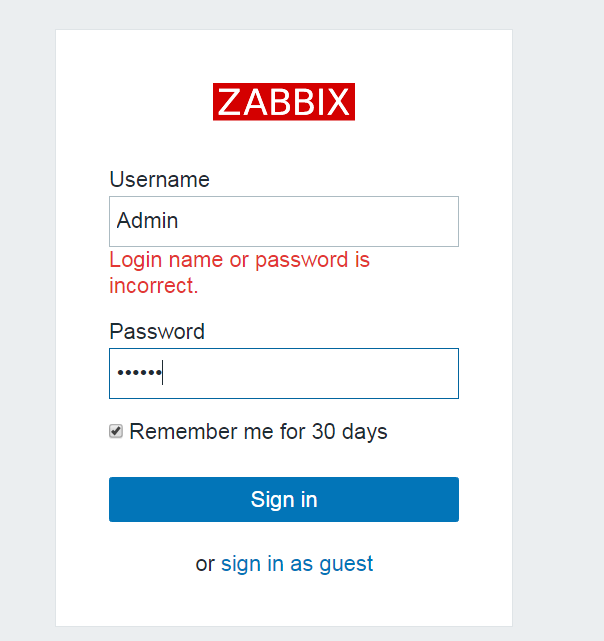 ZABBIX
Username
Admin
Login name or password is
incorrect.
Password
••••••
Remember me for 30 days
Sign in
or sign in as guest